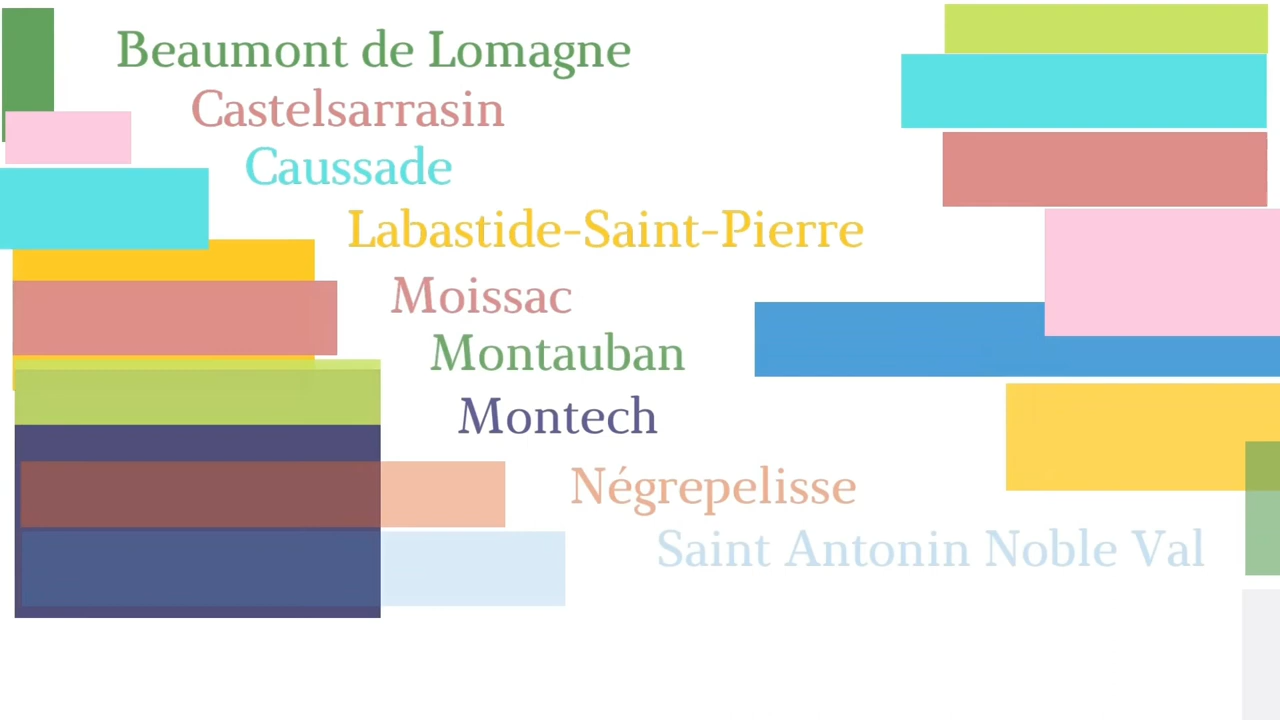 Beaumont de Lomagne
Castelsarrasin
Caussade
Labastide-Saint-Pierre
Moissac
Montauban
Montech
Négrepelisse
Saint Antonin Noble Val